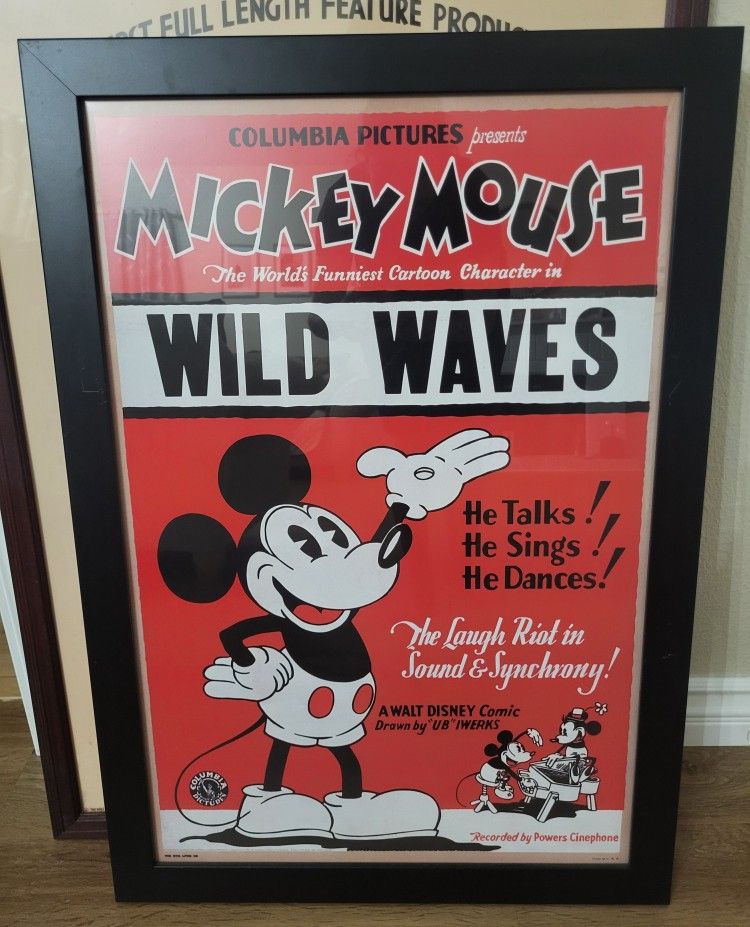 FULL LENGTH FEATURE
COLUMBIA PICTURES presents
MICKEY MOUSE
The World's Funniest Cartoon Character in
WILD WAVES
He Talks!
He Sings!
He Dances!
The Laugh Riot in
Sound & Synchrony!
A WALT DISNEY Comic
Drawn by "UB" IWERKS
COLUMBIA
PICTURES
Recorded by Powers Cinephone